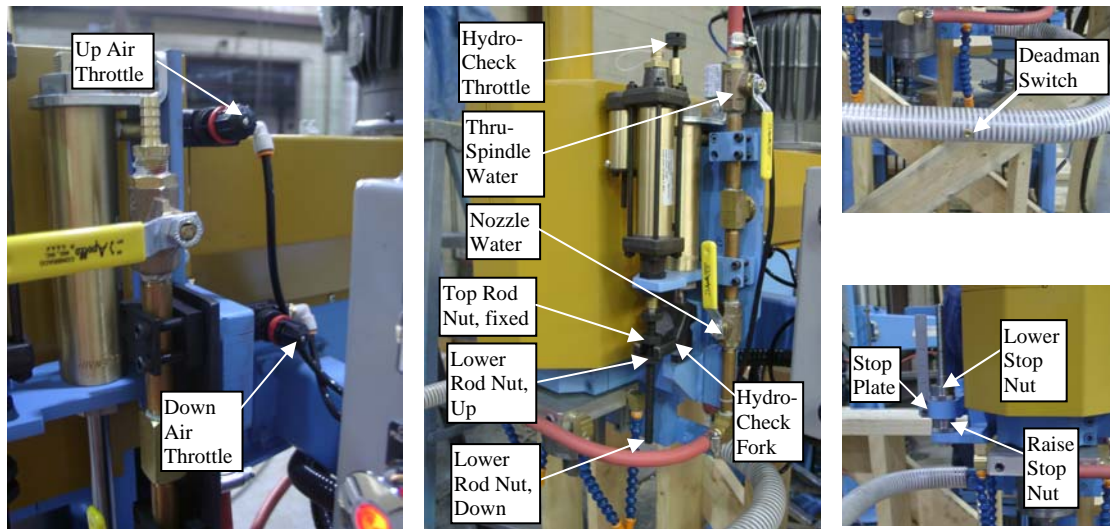 Up Air
Throttle
Apollo
Down
Air
Throttle
Hydro-
Check
Throttle
Thru-
Spindle
Water
Nozzle
Water
Top Rod
Nut, fixed
Lower
Rod Nut,
Up
Lower
Rod Nut,
Down
Hydro-
Check
Fork
Deadman
Switch
Stop
Plate
Lower
Stop
Nut
Raise
Stop
Nut